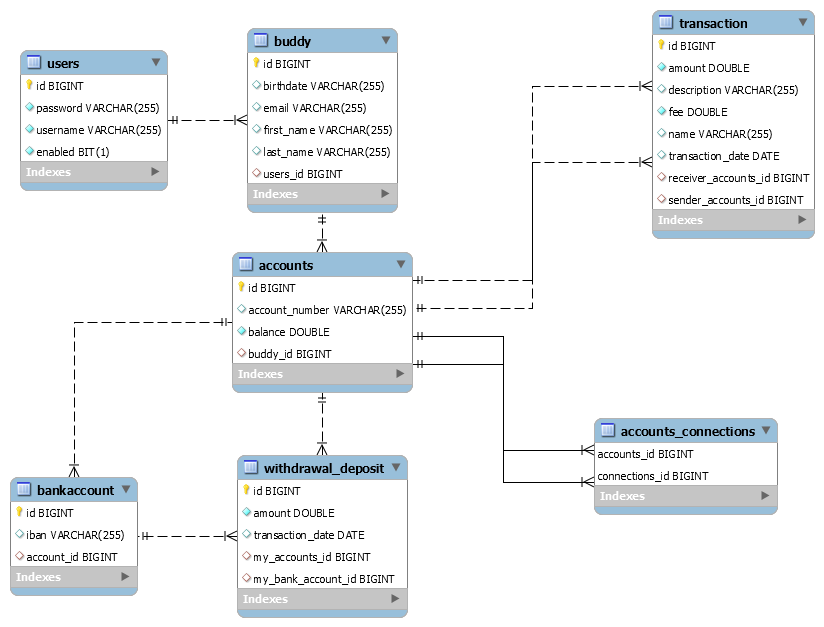 users
id BIGINT
password VARCHAR(255)
username VARCHAR(255)
enabled BIT(1)
Indexes
buddy
id BIGINT
birthdate VARCHAR(255)
email VARCHAR(255)
first_name VARCHAR(255)
last_name VARCHAR(255)
users_id BIGINT
Indexes
transaction
id BIGINT
amount DOUBLE
description VARCHAR(255)
fee DOUBLE
name VARCHAR(255)
transaction_date DATE
receiver_accounts_id BIGINT
sender_accounts_id BIGINT
Indexes
accounts
id BIGINT
account_number VARCHAR(255)
balance DOUBLE
buddy_id BIGINT
Indexes
accounts_connections
accounts_id BIGINT
connections_id BIGINT
Indexes
bankaccount
id BIGINT
iban VARCHAR(255)
account_id BIGINT
Indexes
withdrawal_deposit
id BIGINT
amount DOUBLE
transaction_date DATE
my_accounts_id BIGINT
my_bank_account_id BIGINT
Indexes